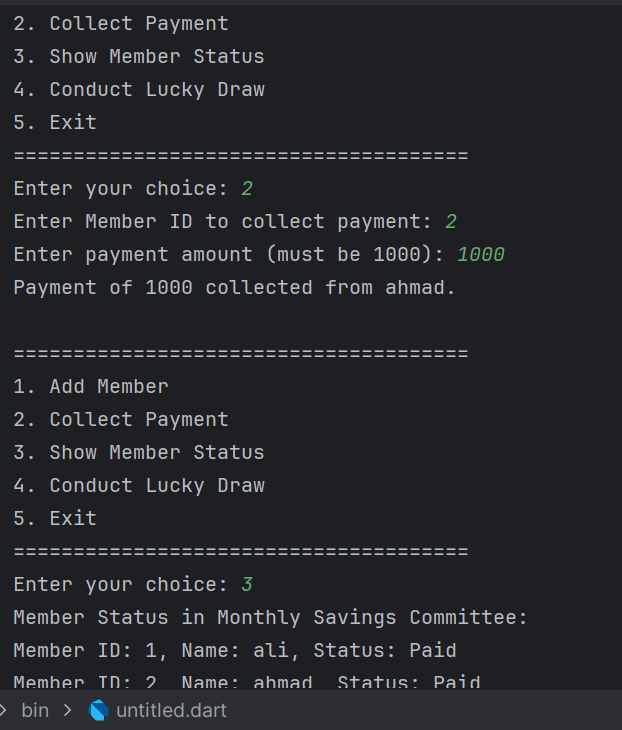 2. Collect Payment
3. Show Member Status
4. Conduct Lucky Draw
5. Exit
======================================
Enter your choice: 2
Enter Member ID to collect payment: 2
Enter payment amount (must be 1000): 1000
Payment of 1000 collected from ahmad.
======================================
1. Add Member
2. Collect Payment
3. Show Member Status
4. Conduct Lucky Draw
5. Exit
======================================
Enter your choice: 3
Member Status in Monthly Savings Committee:
Member ID: 1, Name: ali, Status: Paid
Member ID: 2, Name: ahmad, Status: Paid
> bin > untitled.dart